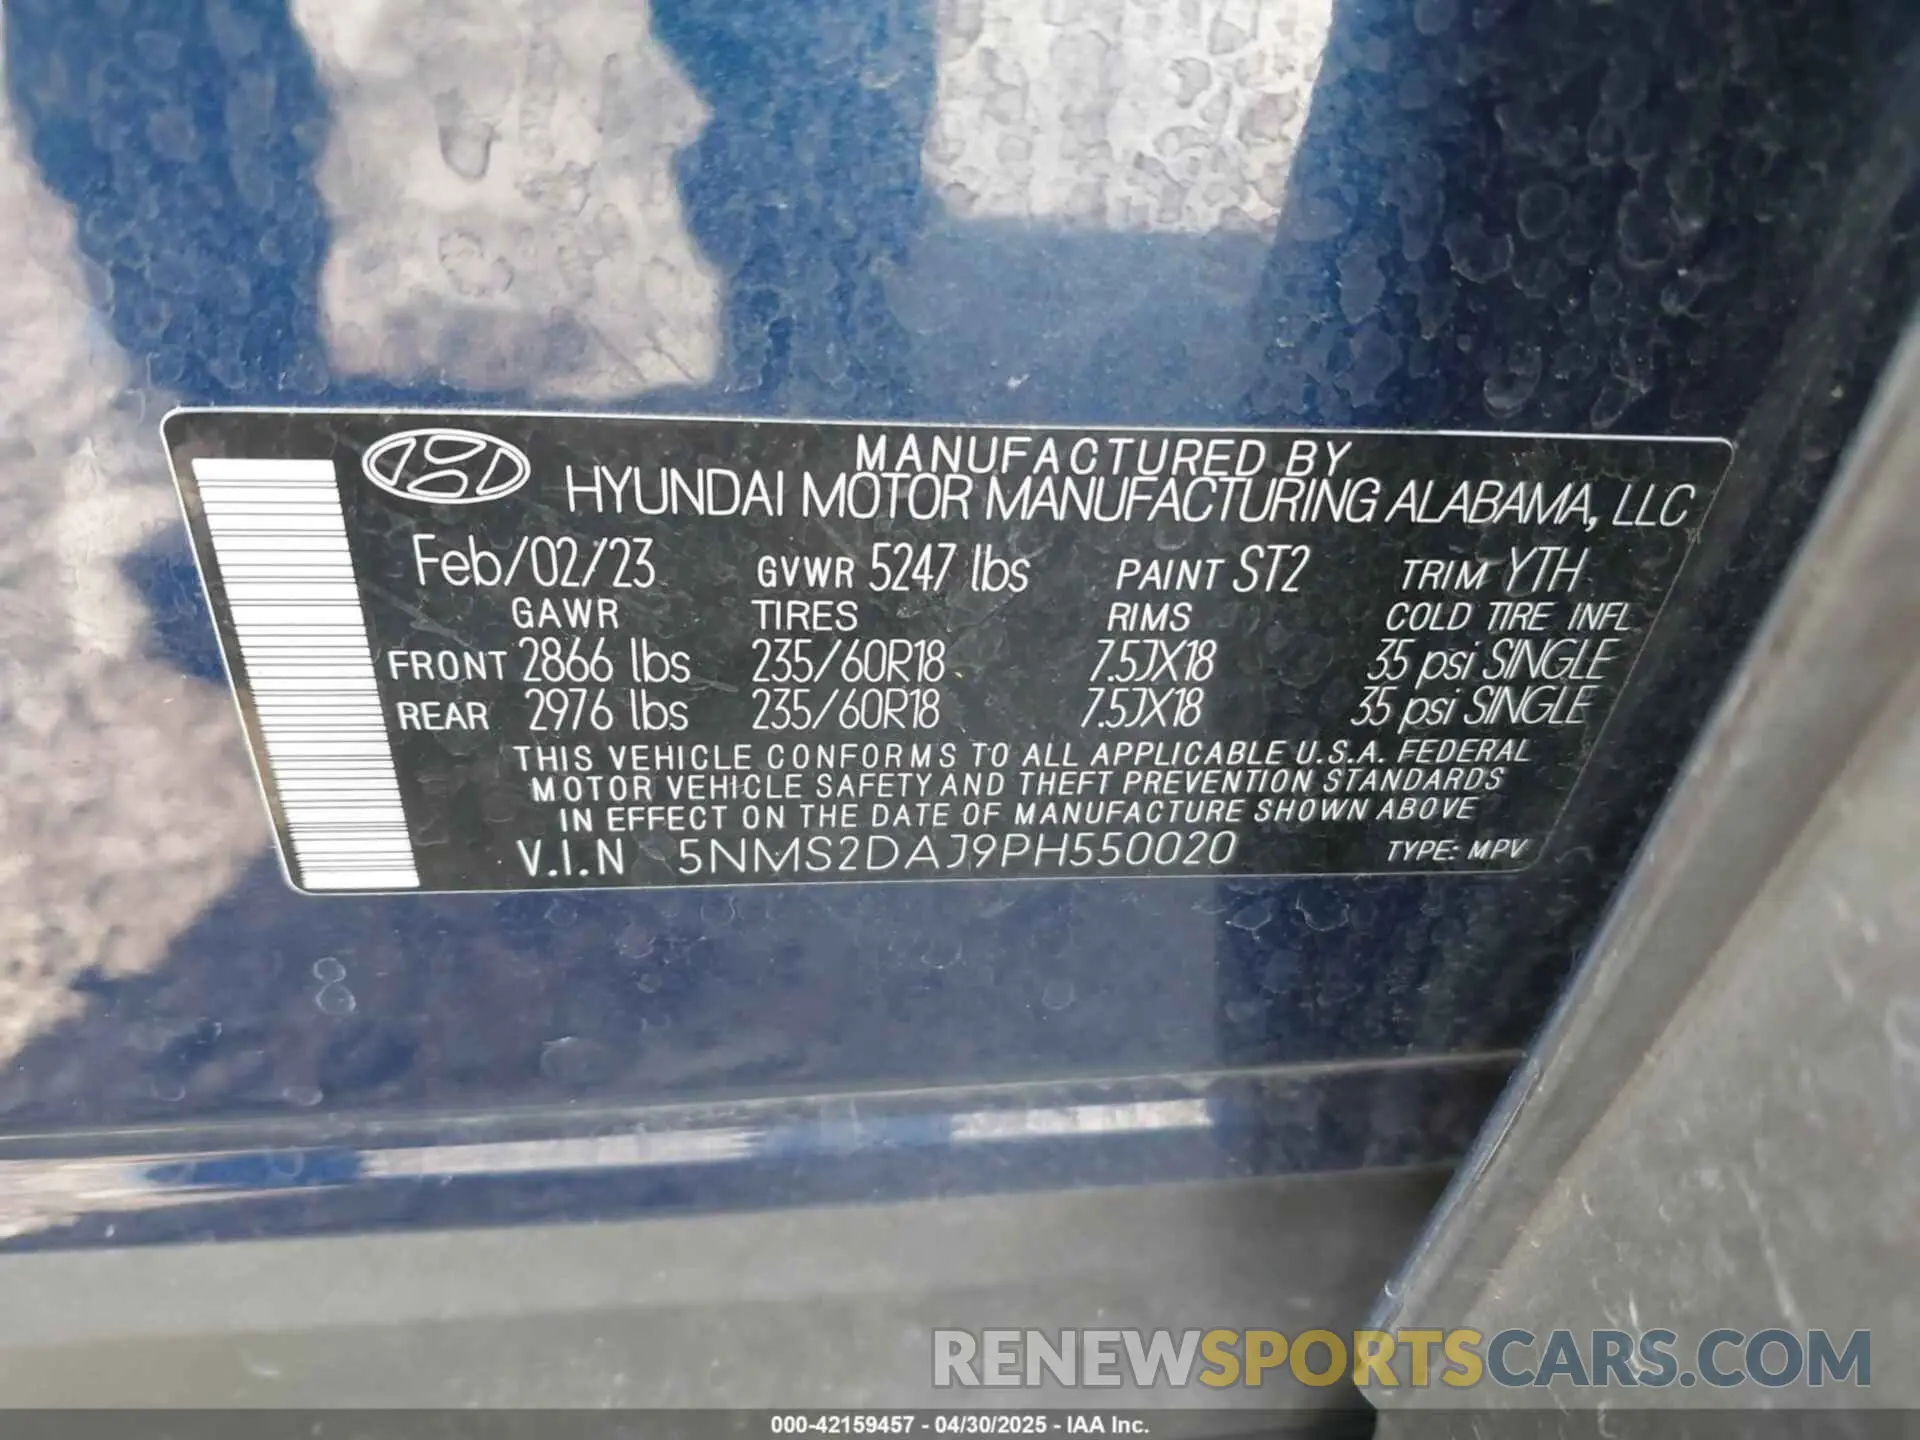 MANUFACTURED BY
HYUNDAI MOTOR MANUFACTURING ALABAMA, LLC
Feb/02/23 GVWR 5247 lbs PAINT ST2 TRIM YTH
GAWR TIRES RIMS COLD TIRE INFL
FRONT 2866 lbs 235/60R18 7.5JX18 35 psi SINGLE
REAR 2976 lbs 235/60R18 7.5JX18 35 psi SINGLE
THIS VEHICLE CONFORMS TO ALL APPLICABLE U.S.A. FEDERAL
MOTOR VEHICLE SAFETY AND THEFT PREVENTION STANDARDS
IN EFFECT ON THE DATE OF MANUFACTURE SHOWN ABOVE
V.I.N 5NMS2DAJ9PH550020 TYPE: MPV
RENEWSPORTSCARS.COM
000-42159457 - 04/30/2025 - IAA Inc.